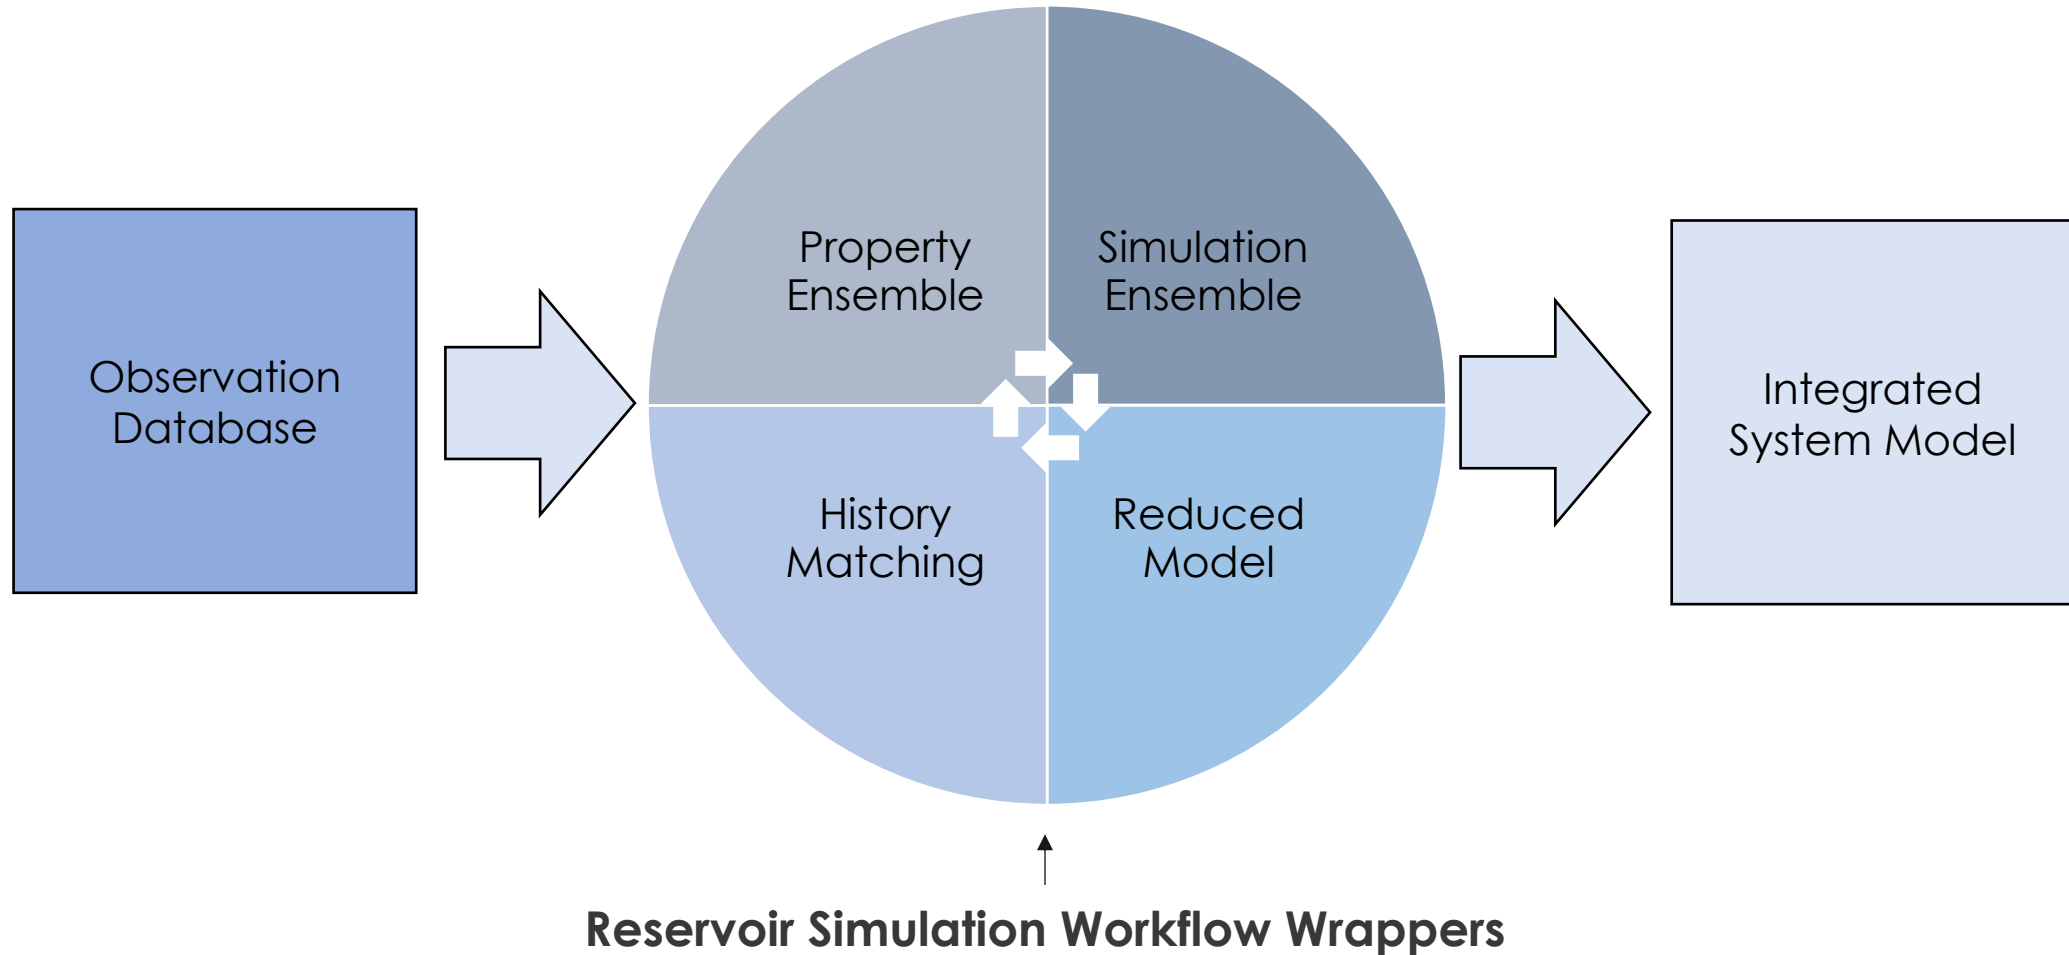 Observation
Database
Property
Ensemble
Simulation
Ensemble
History
Matching
Reduced
Model
Integrated
System Model
Reservoir Simulation Workflow Wrappers